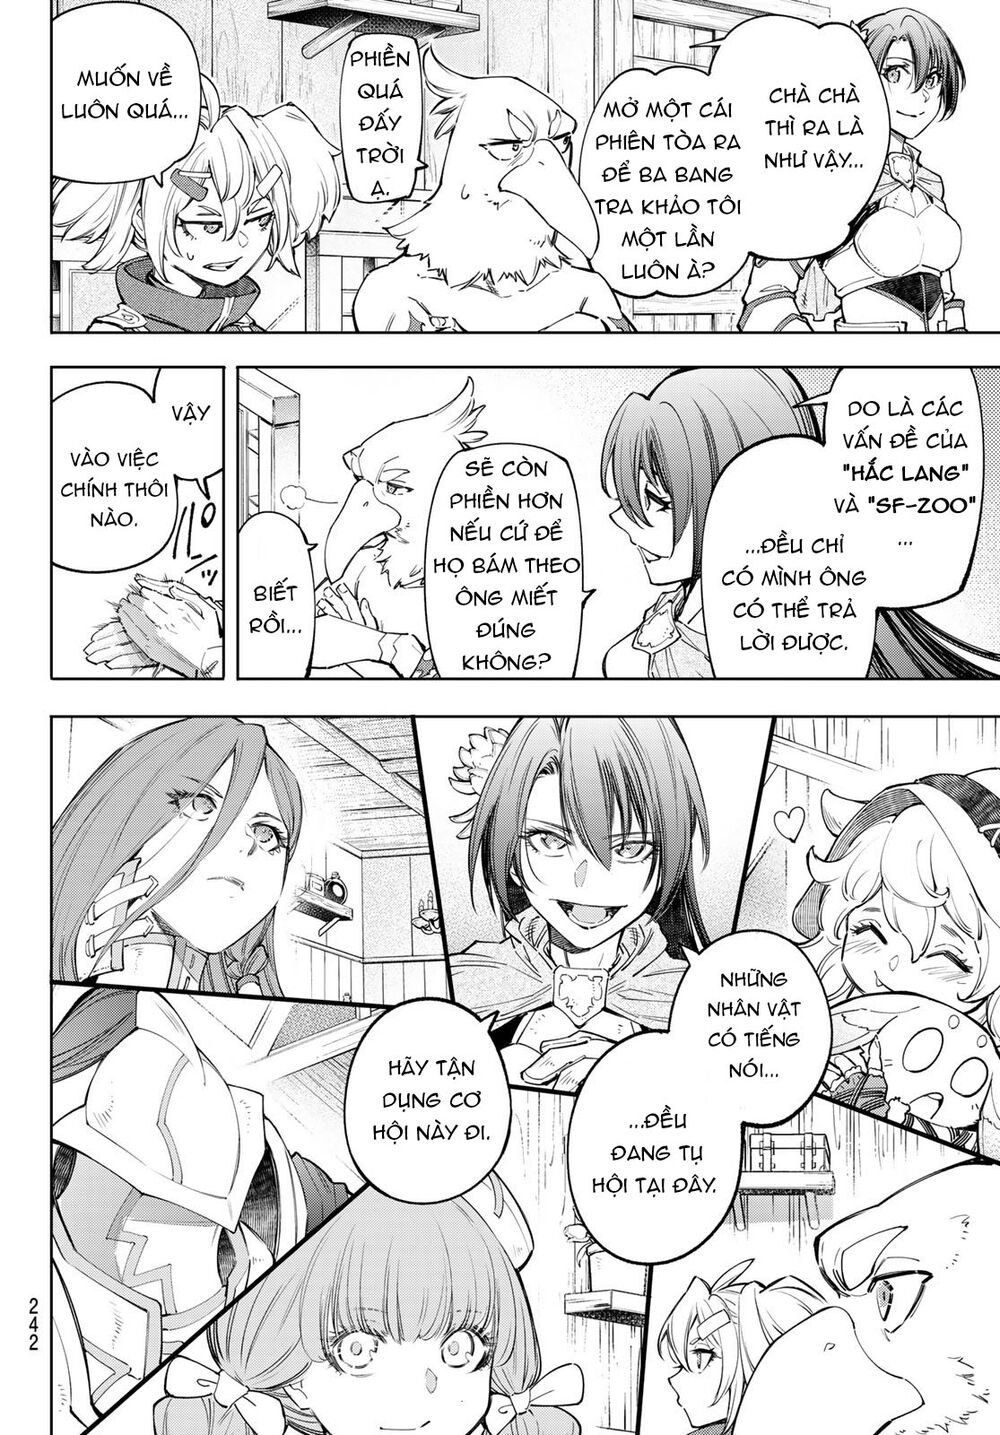 CHÀ CHÀ
THÌ RA LÀ
NHƯ VẬY...
MỞ MỘT CÁI
PHIÊN TÒA RA
ĐỂ BA BANG
TRA KHẢO TÔI
MỘT LẦN
LUÔN À?
PHIỀN
QUÁ
ĐẤY
TRỜI
Ạ.
MUỐN VỀ
LUÔN QUÁ...
DO LÀ CÁC
VẤN ĐỀ CỦA
"HẮC LANG"
VÀ "SF-ZOO"
...
...ĐỀU CHỈ
CÓ MÌNH ÔNG
CÓ THỂ TRẢ
LỜI ĐƯỢC.
SẼ CÒN
PHIỀN HƠN
NẾU CỨ ĐỂ
HỌ BÁM THEO
ÔNG MIẾT
ĐÚNG
KHÔNG?
BIẾT
RỒI...
VẬY
VÀO VIỆC
CHÍNH THÔI
NÀO.
パンッ
NHỮNG
NHÂN VẬT
CÓ TIẾNG
NÓI...
...ĐỀU
ĐANG TỤ
HỘI TẠI ĐÂY.
HÃY TẬN
DỤNG CƠ
HỘI NÀY ĐI.
242